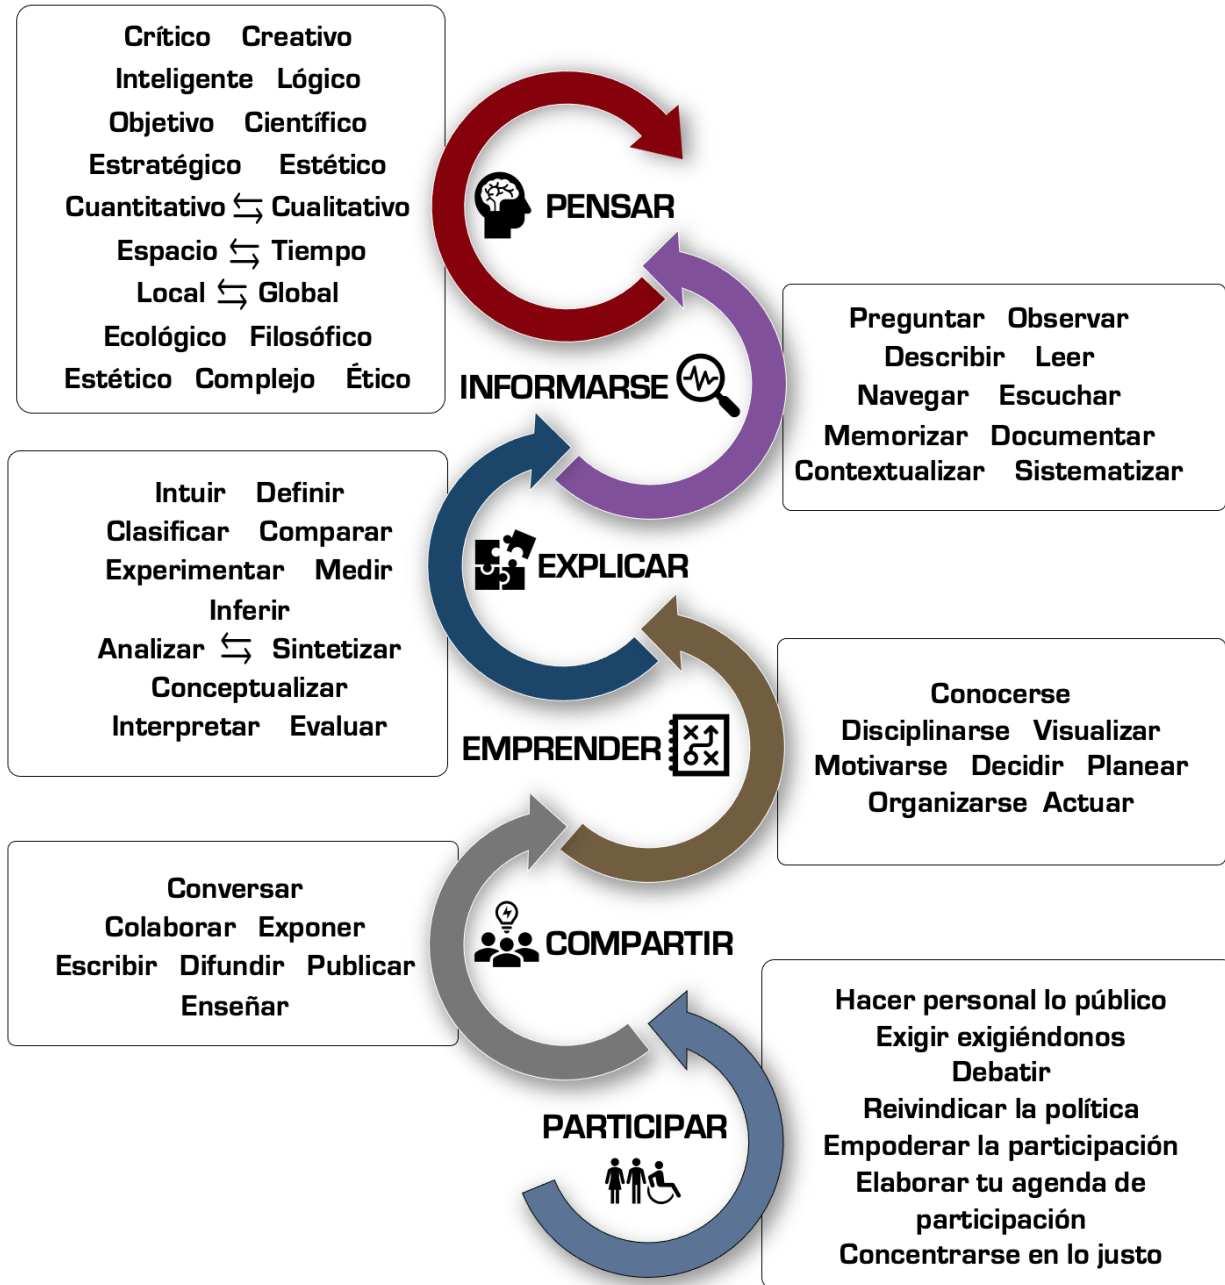 Crítico Creativo
Inteligente Lógico
Objetivo Científico
Estratégico Estético
Cuantitativo ⇆ Cualitativo
Espacio ⇆ Tiempo
Local ⇆ Global
Ecológico Filosófico
Estético Complejo Ético
PENSAR
INFORMARSE
Preguntar Observar
Describir Leer
Navegar Escuchar
Memorizar Documentar
Contextualizar Sistematizar
Intuir Definir
Clasificar Comparar
Experimentar Medir
Inferir
Analizar ⇆ Sintetizar
Conceptualizar
Interpretar Evaluar
EXPLICAR
EMPRENDER
Conocerse
Disciplinarse Visualizar
Motivarse Decidir Planear
Organizarse Actuar
Conversar
Colaborar Exponer
Escribir Difundir Publicar
Enseñar
COMPARTIR
PARTICIPAR
Hacer personal lo público
Exigir exigiéndonos
Debatir
Reivindicar la política
Empoderar la participación
Elaborar tu agenda de
participación
Concentrarse en lo justo